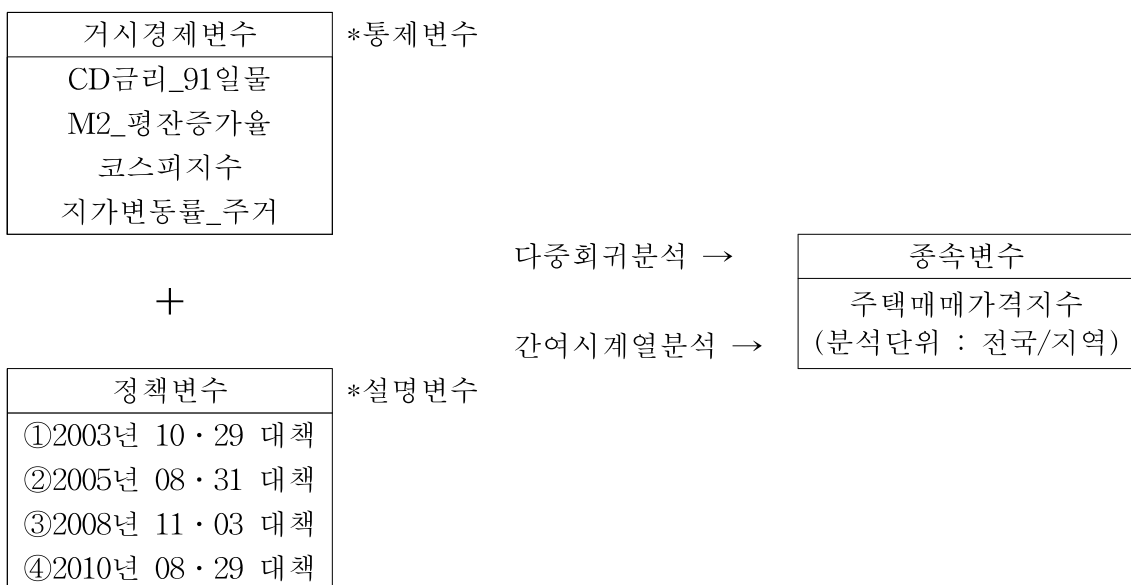 거시경제변수 *통제변수
CD금리_91일물
M2_평잔증가율
코스피지수
지가변동률_주거
다중회귀분석 → 종속변수
+ 주택매매가격지수
간여시계열분석 → (분석단위 : 전국/지역)
정책변수 *설명변수
①2003년 10·29 대책
②2005년 08·31 대책
③2008년 11·03 대책
④2010년 08·29 대책